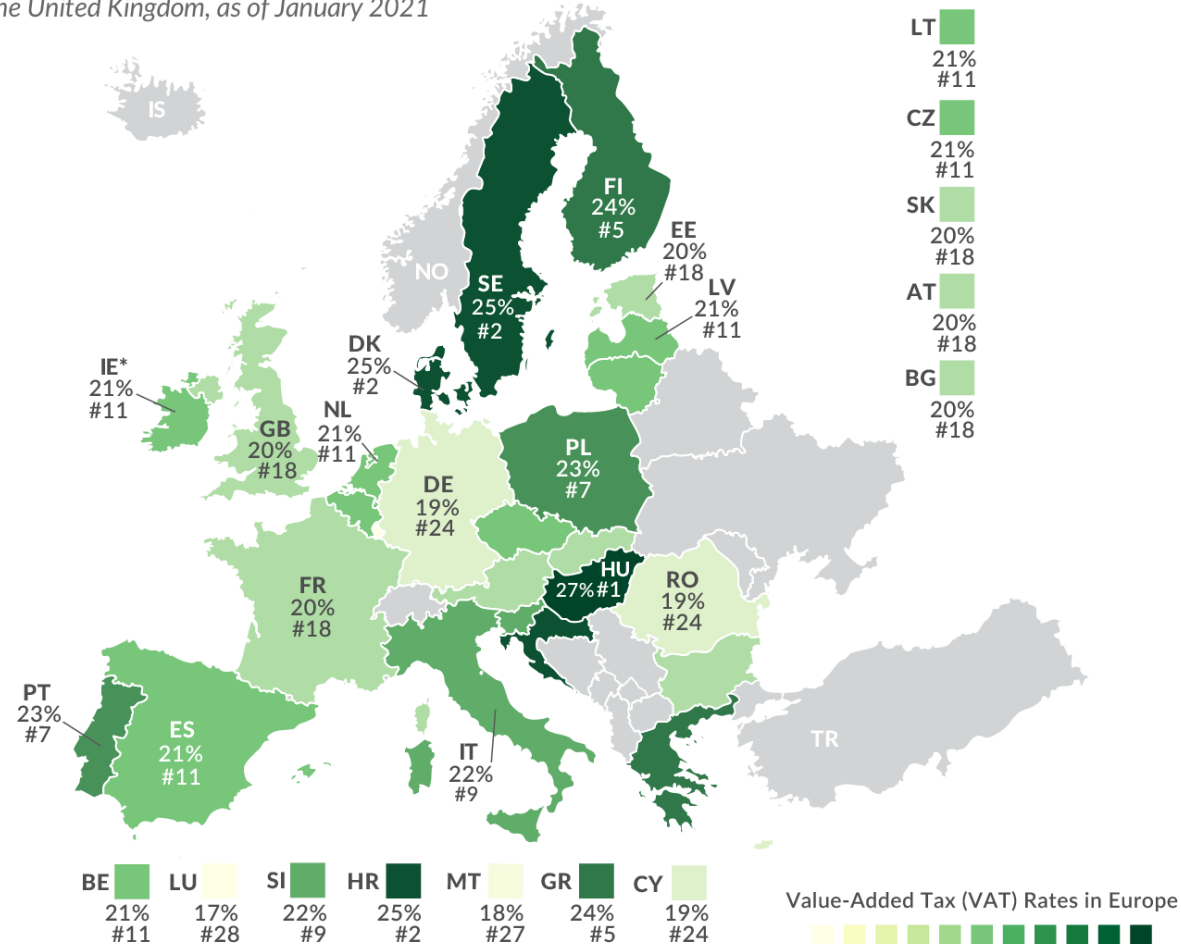 the United Kingdom, as of January 2021
IS
NO
SE
25%
#2
FI
24%
#5
EE
20%
#18
LV
21%
#11
DK
25%
#2
IE*
21%
#11
GB
20%
#18
NL
21%
#11
DE
19%
#24
PL
23%
#7
FR
20%
#18
HU
27% #1
RO
19%
#24
PT
23%
#7
ES
21%
#11
IT
22%
#9
TR
LT
21%
#11
CZ
21%
#11
SK
20%
#18
AT
20%
#18
BG
20%
#18
BE
21%
#11
LU
17%
#28
SI
22%
#9
HR
25%
#2
MT
18%
#27
GR
24%
#5
CY
19%
#24
Value-Added Tax (VAT) Rates in Europe